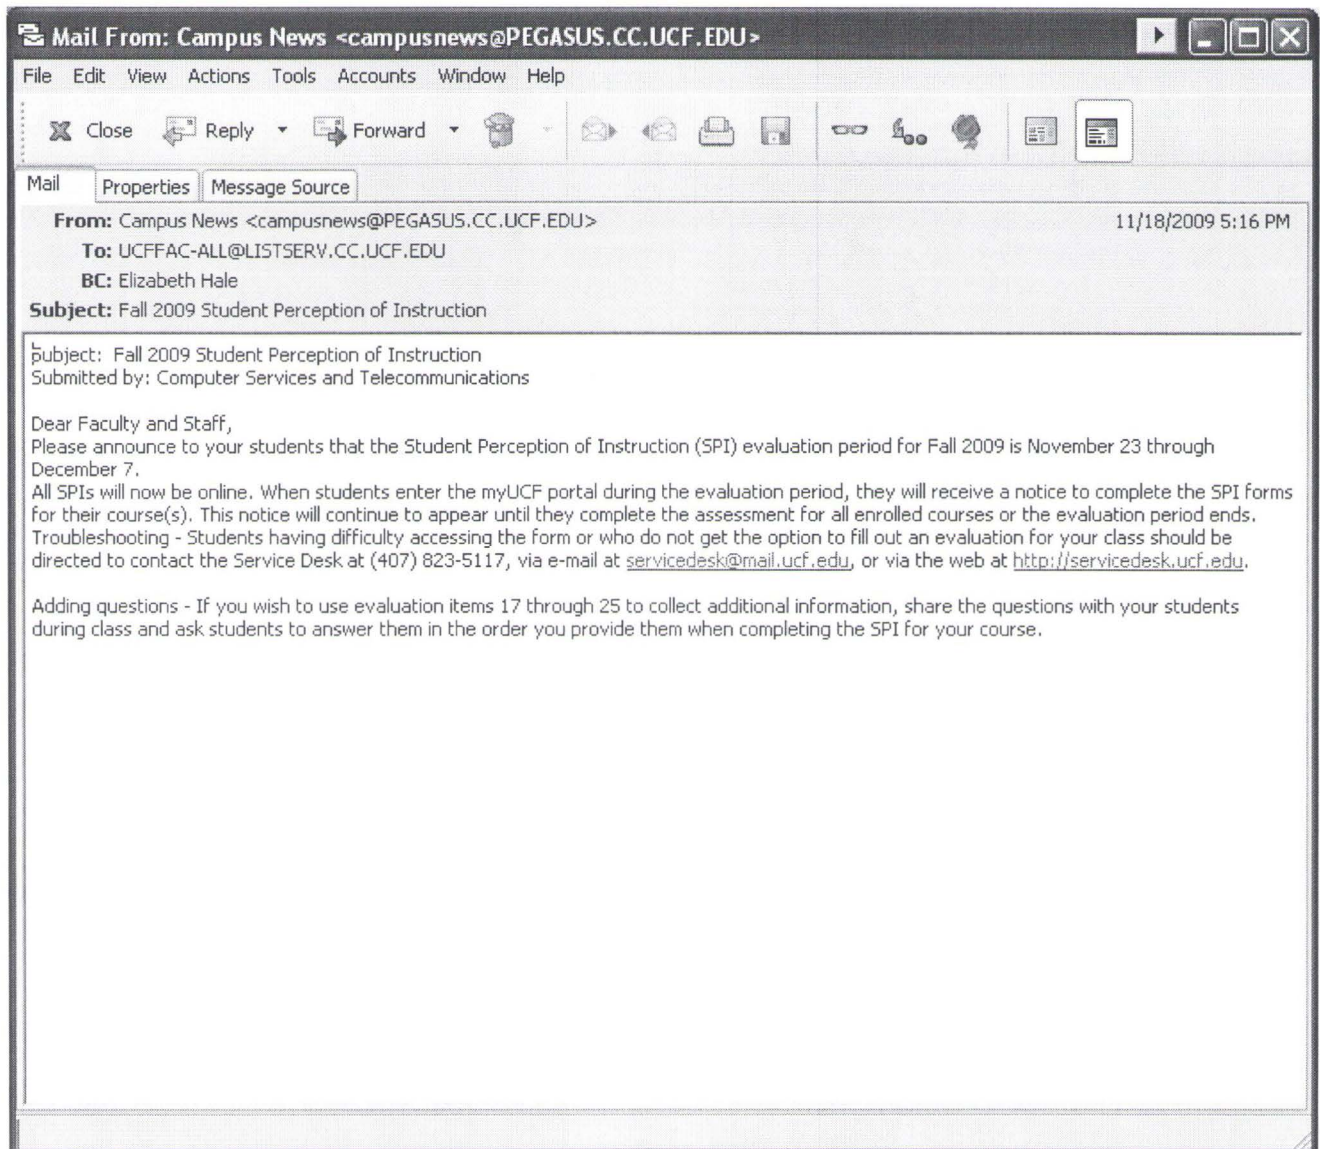 Mail From: Campus News <campusnews@PEGASUS.CC.UCF.EDU>
File Edit View Actions Tools Accounts Window Help
Close Reply Forward
Mail Properties Message Source
From: Campus News <campusnews@PEGASUS.CC.UCF.EDU> 11/18/2009 5:16 PM
To: UCFFAC-ALL@LISTSERV.CC.UCF.EDU
BC: Elizabeth Hale
Subject: Fall 2009 Student Perception of Instruction
Subject: Fall 2009 Student Perception of Instruction
Submitted by: Computer Services and Telecommunications
Dear Faculty and Staff,
Please announce to your students that the Student Perception of Instruction (SPI) evaluation period for Fall 2009 is November 23 through
December 7.
All SPIs will now be online. When students enter the myUCF portal during the evaluation period, they will receive a notice to complete the SPI forms
for their course(s). This notice will continue to appear until they complete the assessment for all enrolled courses or the evaluation period ends.
Troubleshooting - Students having difficulty accessing the form or who do not get the option to fill out an evaluation for your class should be
directed to contact the Service Desk at (407) 823-5117, via e-mail at servicedesk@mail.ucf.edu, or via the web at http://servicedesk.ucf.edu.
Adding questions - If you wish to use evaluation items 17 through 25 to collect additional information, share the questions with your students
during class and ask students to answer them in the order you provide them when completing the SPI for your course.